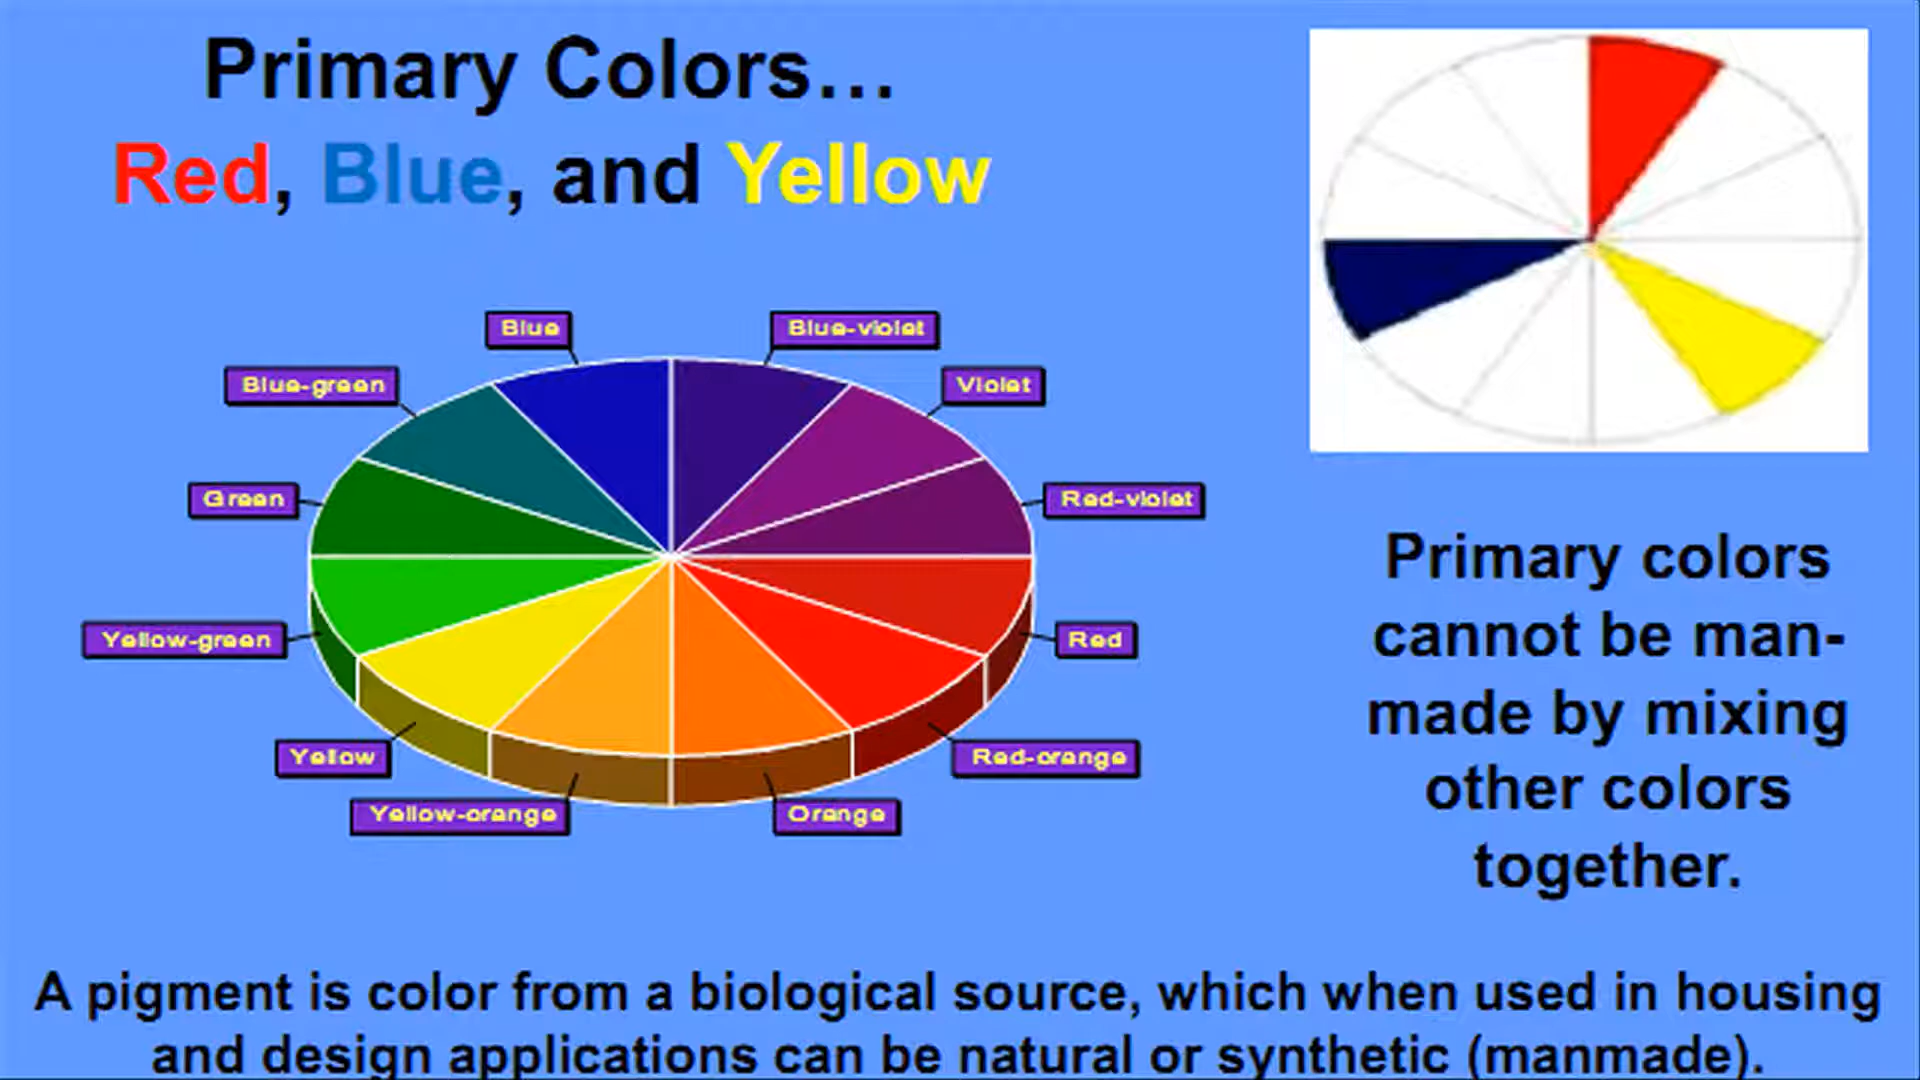 Primary Colors...
Red, Blue, and Yellow
Blue
Blue-violet
Blue-green
Violet
Green
Red-violet
Yellow-green
Red
Yellow
Red-orange
Yellow-orange
Orange
Primary colors
cannot be man-
made by mixing
other colors
together.
A pigment is color from a biological source, which when used in housing
and design applications can be natural or synthetic (manmade).